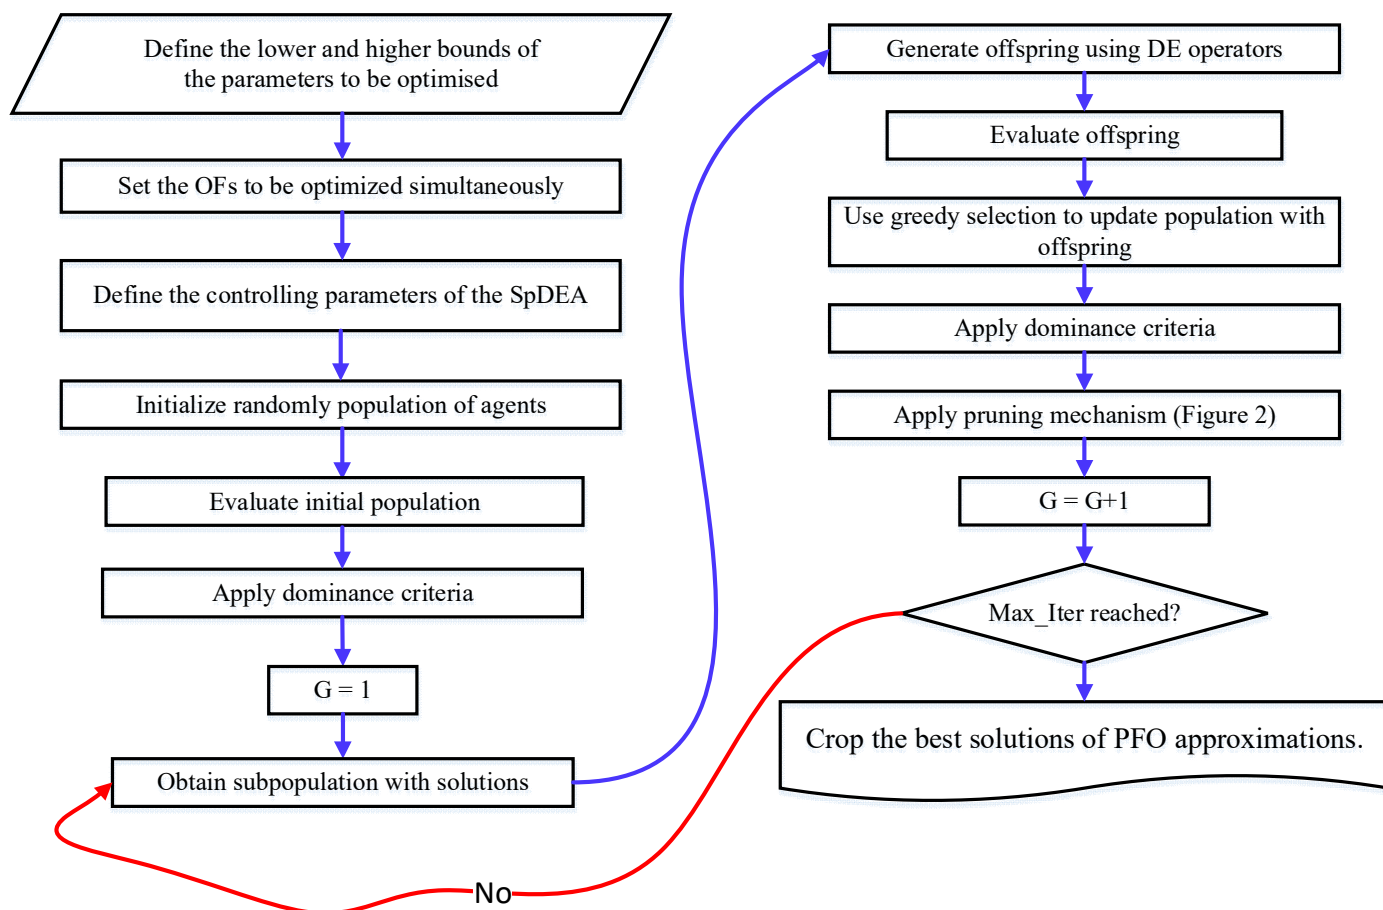 Define the lower and higher bounds of
the parameters to be optimised
Set the OFs to be optimized simultaneously
Define the controlling parameters of the SpDEA
Initialize randomly population of agents
Evaluate initial population
Apply dominance criteria
G = 1
Obtain subpopulation with solutions
Generate offspring using DE operators
Evaluate offspring
Use greedy selection to update population with
offspring
Apply dominance criteria
Apply pruning mechanism (Figure 2)
G = G+1
Max_Iter reached?
No
Crop the best solutions of PFO approximations.